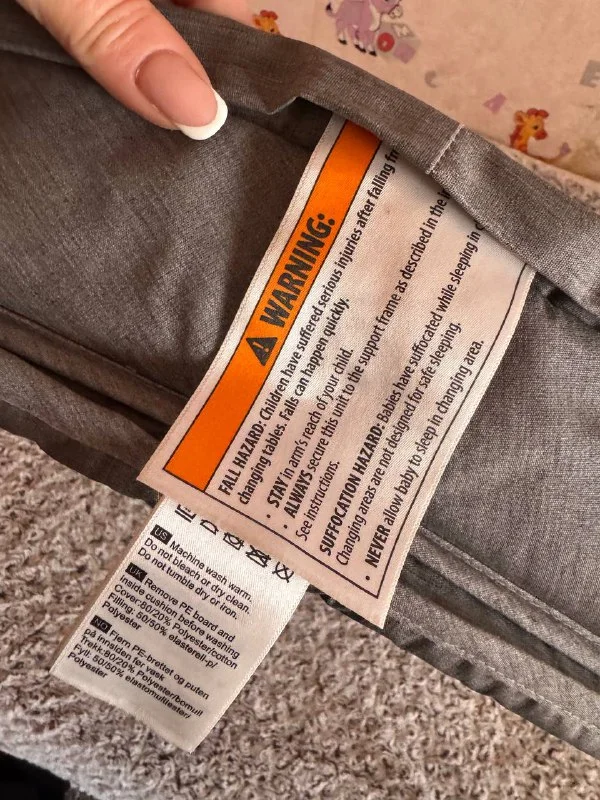 WARNING:
FALL HAZARD: Children have suffered serious injuries after falling
changing tables. Falls can happen quickly.
· STAY in arm's reach of your child.
· ALWAYS secure this unit to the support frame as described in the
See instructions.
SUFFOCATION HAZARD: Babies have suffocated while sleeping in
Changing areas are not designed for safe sleeping.
· NEVER allow baby to sleep in changing area.
US Machine wash warm.
Do not bleach or dry clean.
Do not tumble dry or iron.
UK Remove PE board and
inside cushion before washing
Cover:80/20% Polyester/cotton
Filling: 50/50%
Polyester
NO Fjern PE-brettet og puten
på innsiden før vask
Trekk:80/20% Polyester/bomull
Fyll: 50/50% elastomultiester/
Polyester